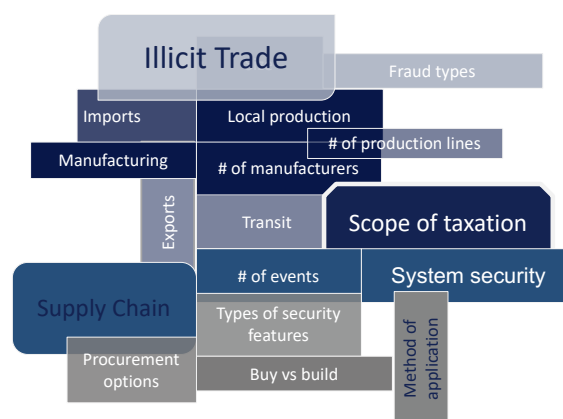 Illicit Trade
Fraud types
Imports
Local production
# of production lines
Manufacturing
# of manufacturers
Exports
Transit
Scope of taxation
# of events
System security
Supply Chain
Types of security
features
Method of
application
Procurement
options
Buy vs build